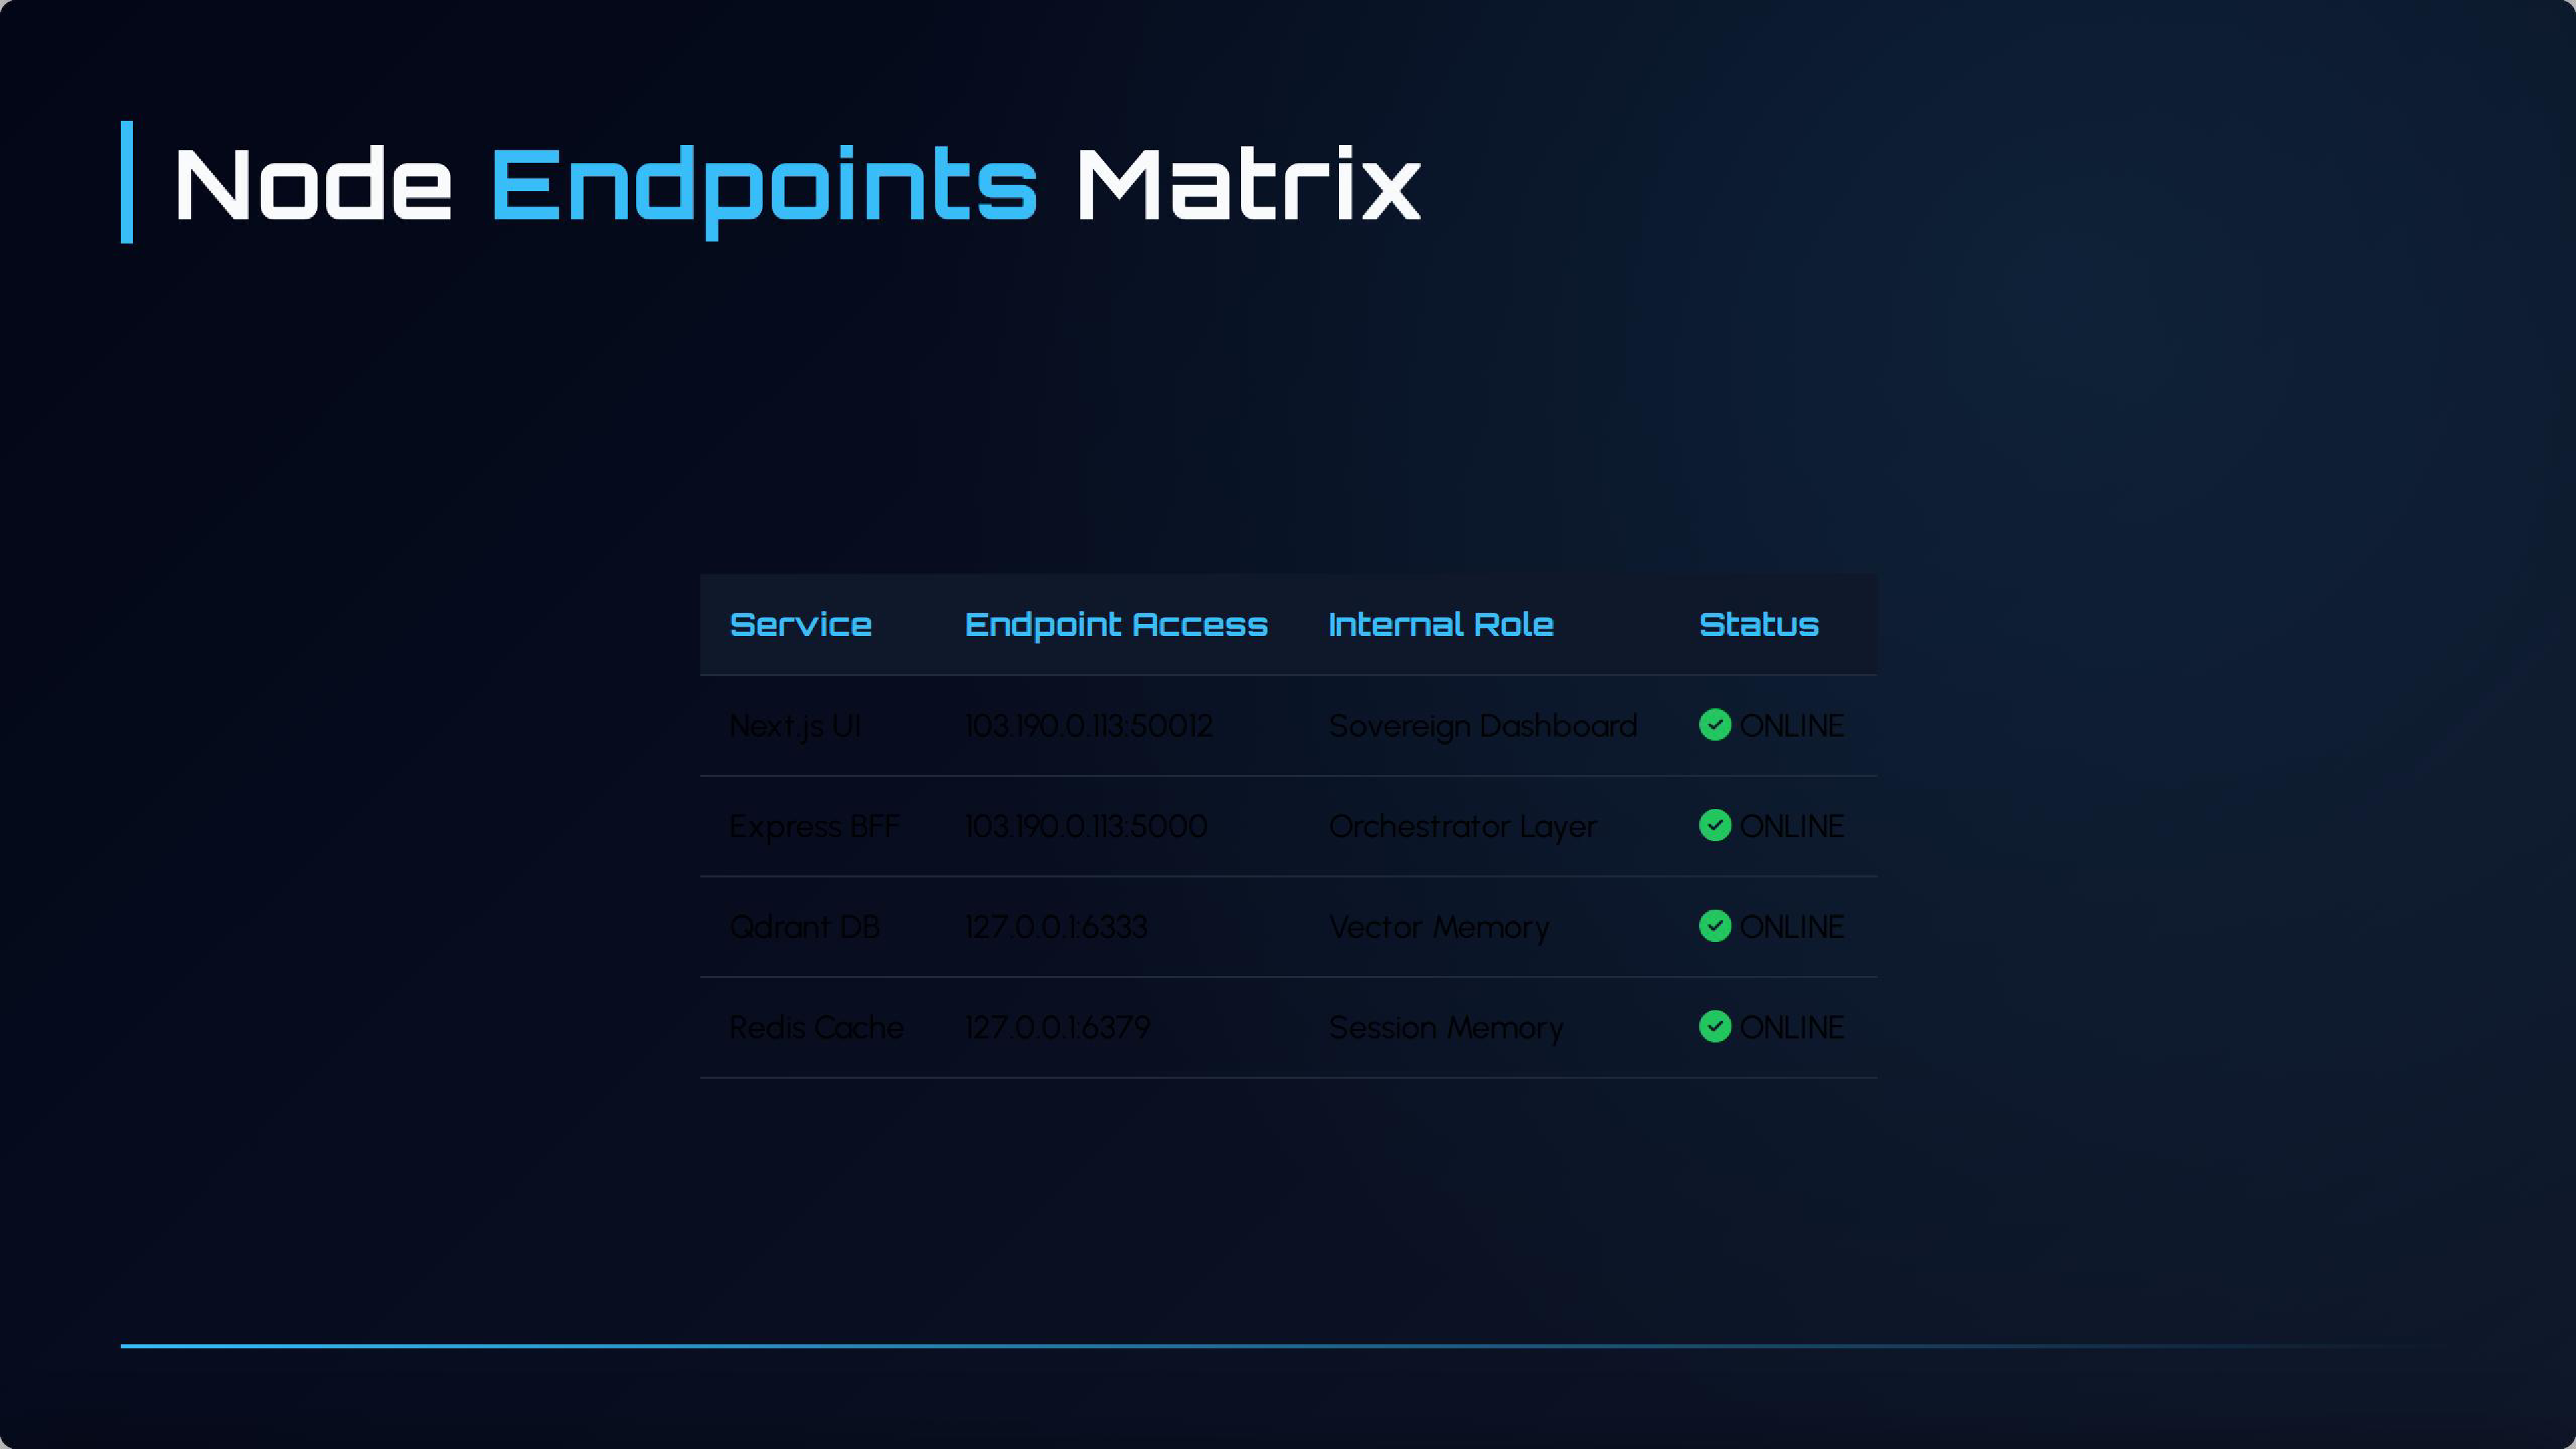 Node Endpoints Matrix
Service Endpoint Access Internal Role Status
Next.js UI 103.190.0.113:50012 Sovereign Dashboard ONLINE
Express BFF 103.190.0.113:5000 Orchestrator Layer ONLINE
Qdrant DB 127.0.0.1:6333 Vector Memory ONLINE
Redis Cache 127.0.0.1:6379 Session Memory ONLINE